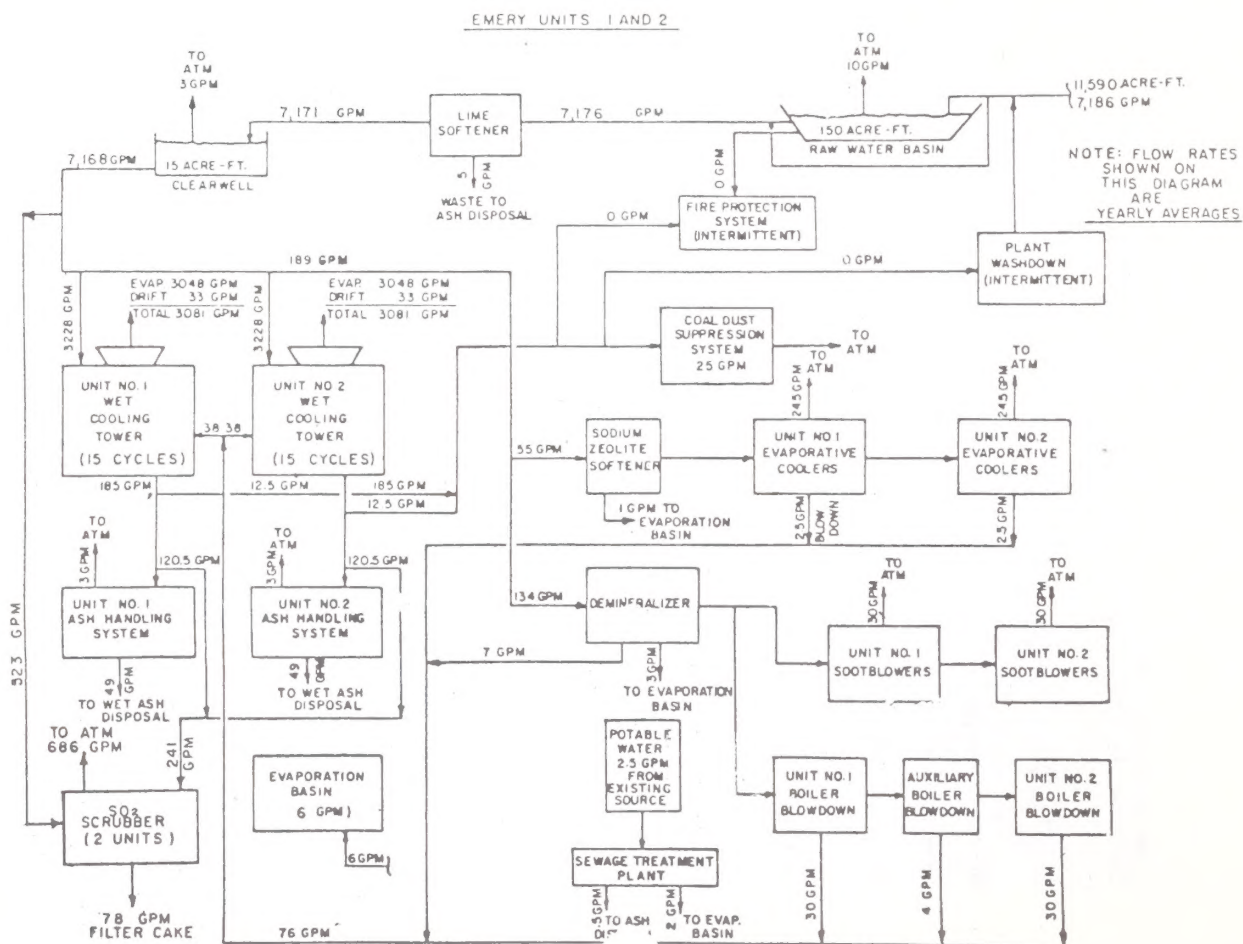 EMERY UNITS 1 AND 2
TO
ATM
3 GPM
7,171 GPM
LIME
SOFTENER
7,176 GPM
TO
ATM
10 GPM
11,590 ACRE-FT.
7,186 GPM
7,168 GPM
15 ACRE-FT.
CLEARWELL
5
GPM
WASTE TO
ASH DISPOSAL
150 ACRE-FT.
RAW WATER BASIN
NOTE: FLOW RATES
SHOWN ON
THIS DIAGRAM
ARE
YEARLY AVERAGES
0 GPM
0 GPM
FIRE PROTECTION
SYSTEM
(INTERMITTENT)
PLANT
WASHDOWN
(INTERMITTENT)
0 GPM
189 GPM
3228 GPM
EVAP. 3048 GPM
DRIFT 33 GPM
TOTAL 3081 GPM
3228 GPM
EVAP. 3048 GPM
DRIFT 33 GPM
TOTAL 3081 GPM
COAL DUST
SUPPRESSION
SYSTEM
25 GPM
TO
ATM
UNIT NO. 1
WET
COOLING
TOWER
(15 CYCLES)
38 38
UNIT NO. 2
WET
COOLING
TOWER
(15 CYCLES)
55 GPM
SODIUM
ZEOLITE
SOFTENER
1 GPM TO
EVAPORATION
BASIN
TO
ATM
24.5 GPM
UNIT NO. 1
EVAPORATIVE
COOLERS
2.5 GPM
BLOW
DOWN
TO
ATM
24.5 GPM
UNIT NO. 2
EVAPORATIVE
COOLERS
2.5 GPM
185 GPM
12.5 GPM
185 GPM
12.5 GPM
TO
ATM
3 GPM
120.5 GPM
TO
ATM
3 GPM
120.5 GPM
UNIT NO. 1
ASH HANDLING
SYSTEM
UNIT NO. 2
ASH HANDLING
SYSTEM
49
GPM
TO WET ASH
DISPOSAL
49
GPM
TO WET ASH
DISPOSAL
523 GPM
134 GPM
DEMINERALIZER
7 GPM
3 GPM
TO EVAPORATION
BASIN
TO
ATM
30 GPM
UNIT NO. 1
SOOTBLOWERS
TO
ATM
30 GPM
UNIT NO. 2
SOOTBLOWERS
TO ATM
686 GPM
241
GPM
SO2
SCRUBBER
(2 UNITS)
78 GPM
FILTER CAKE
EVAPORATION
BASIN
6 GPM)
6 GPM
POTABLE
WATER
2.5 GPM
FROM
EXISTING
SOURCE
SEWAGE TREATMENT
PLANT
0.5 GPM
TO ASH
2 GPM
TO EVAP.
BASIN
UNIT NO. 1
BOILER
BLOWDOWN
AUXILIARY
BOILER
BLOWDOWN
UNIT NO. 2
BOILER
BLOWDOWN
30 GPM
4 GPM
30 GPM
76 GPM